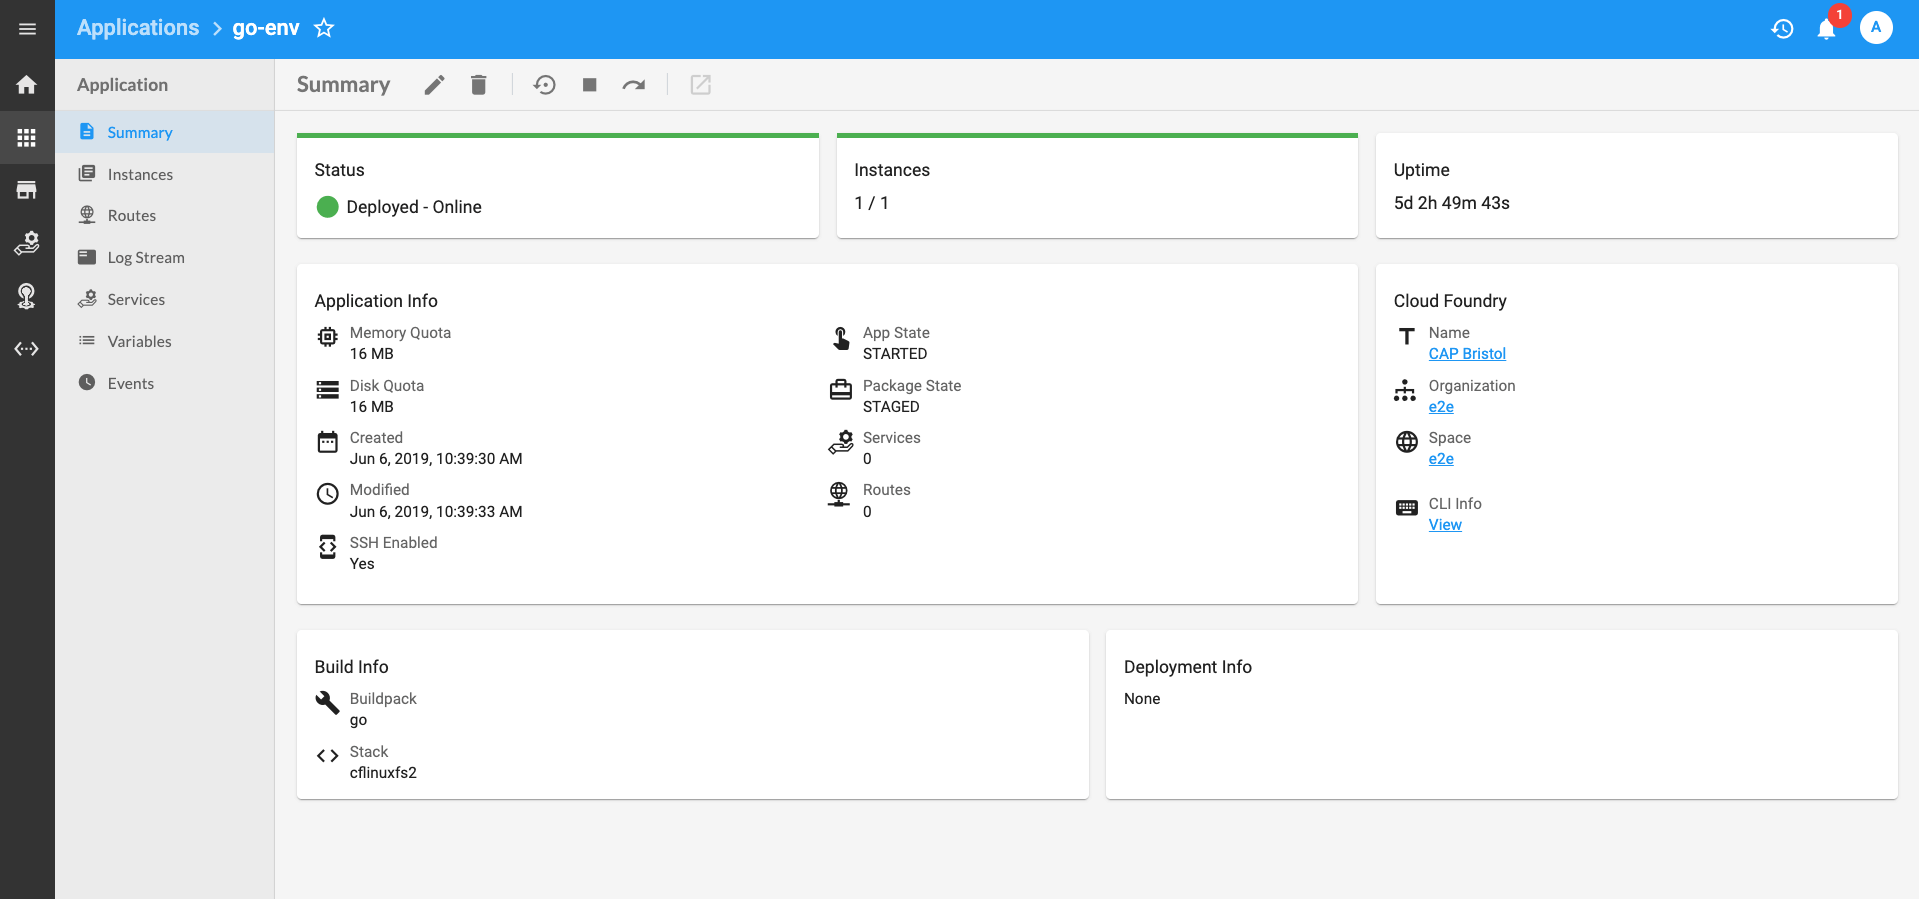 Applications > go-env
1
A
Application
Summary
Instances
Routes
Log Stream
Services
Variables
Events
Summary
Status
Deployed - Online
Instances
1 / 1
Uptime
5d 2h 49m 43s
Application Info
Memory Quota
16 MB
Disk Quota
16 MB
Created
Jun 6, 2019, 10:39:30 AM
Modified
Jun 6, 2019, 10:39:33 AM
SSH Enabled
Yes
App State
STARTED
Package State
STAGED
Services
0
Routes
0
Cloud Foundry
Name
CAP Bristol
Organization
e2e
Space
e2e
CLI Info
View
Build Info
Buildpack
go
Stack
cflinuxfs2
Deployment Info
None